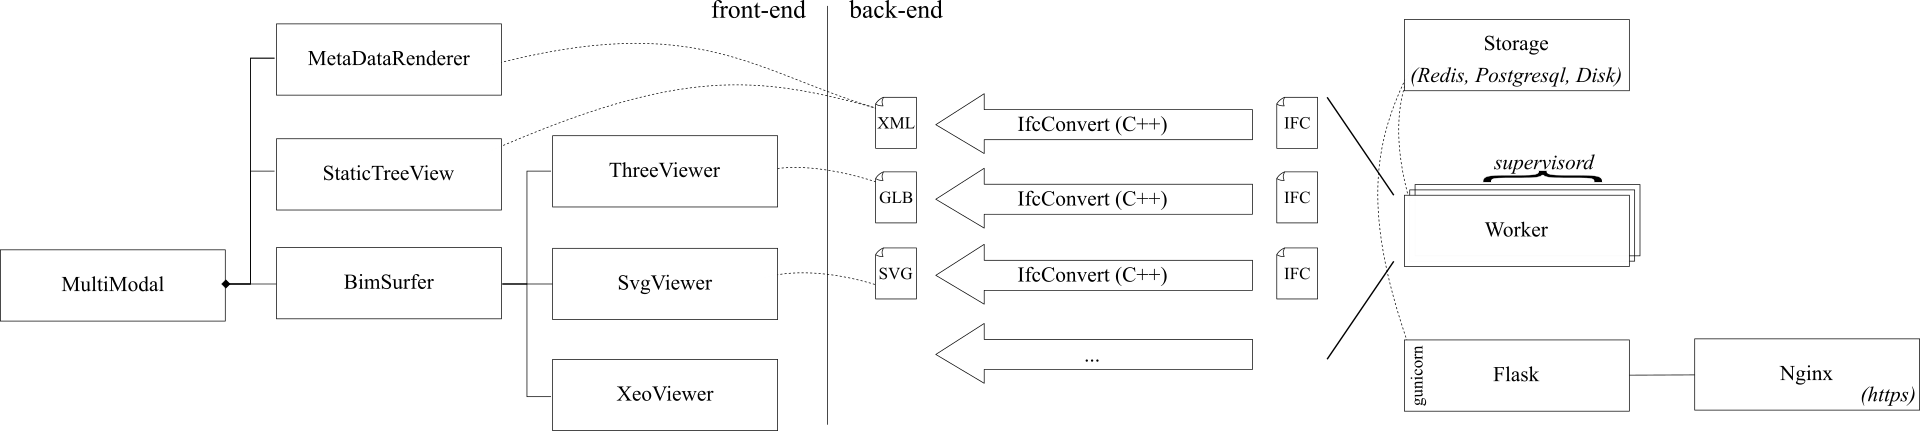 front-end
back-end
MetaDataRenderer
StaticTreeView
MultiModal
BimSurfer
ThreeViewer
SvgViewer
XeoViewer
XML
IfcConvert (C++)
IFC
GLB
IfcConvert (C++)
IFC
SVG
IfcConvert (C++)
IFC
...
Storage
(Redis, Postgresql, Disk)
supervisord
Worker
gunicorn
Flask
Nginx
(https)